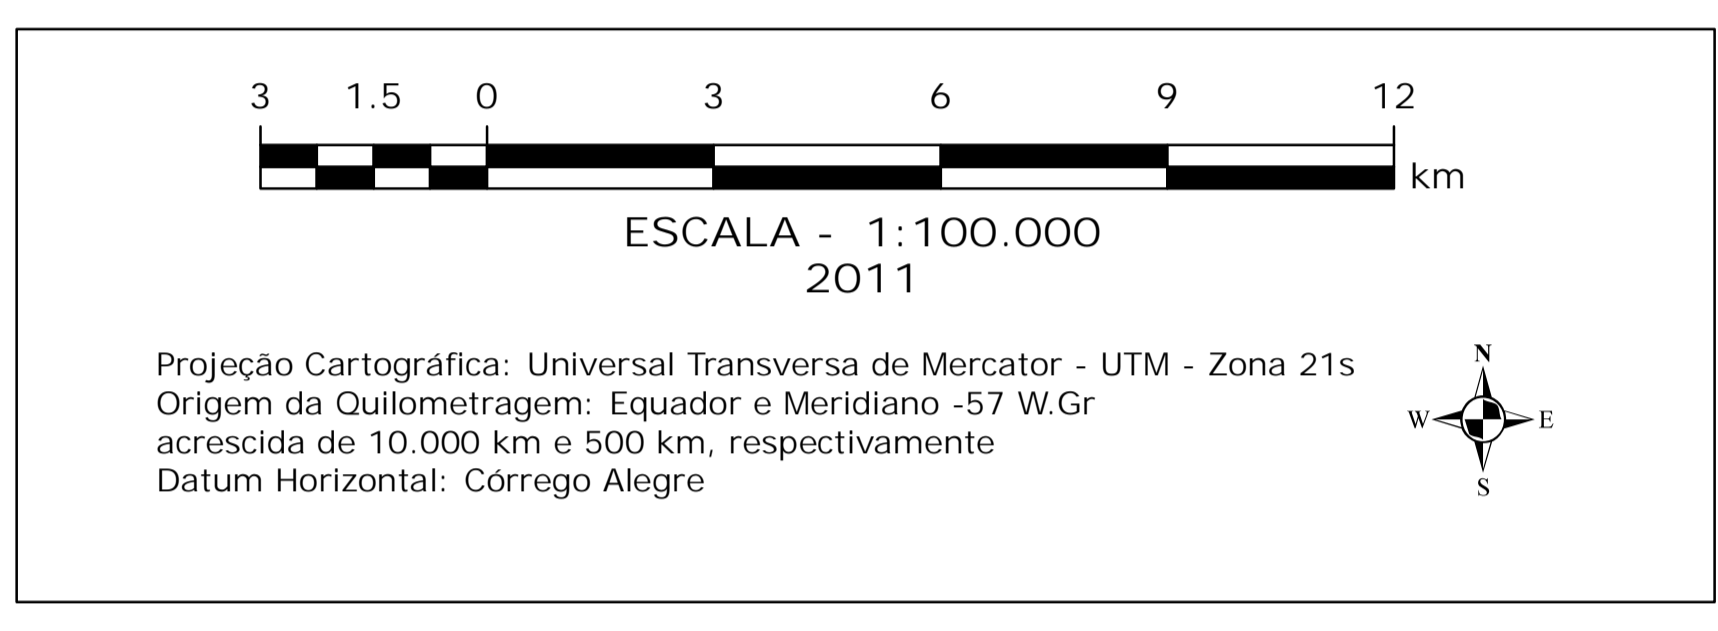 3 1.5 0 3 6 9 12
km
ESCALA - 1:100.000
2011
Projeção Cartográfica: Universal Transversa de Mercator - UTM - Zona 21s
Origem da Quilometragem: Equador e Meridiano -57 W.Gr
acrescida de 10.000 km e 500 km, respectivamente
Datum Horizontal: Córrego Alegre
N
W E
S